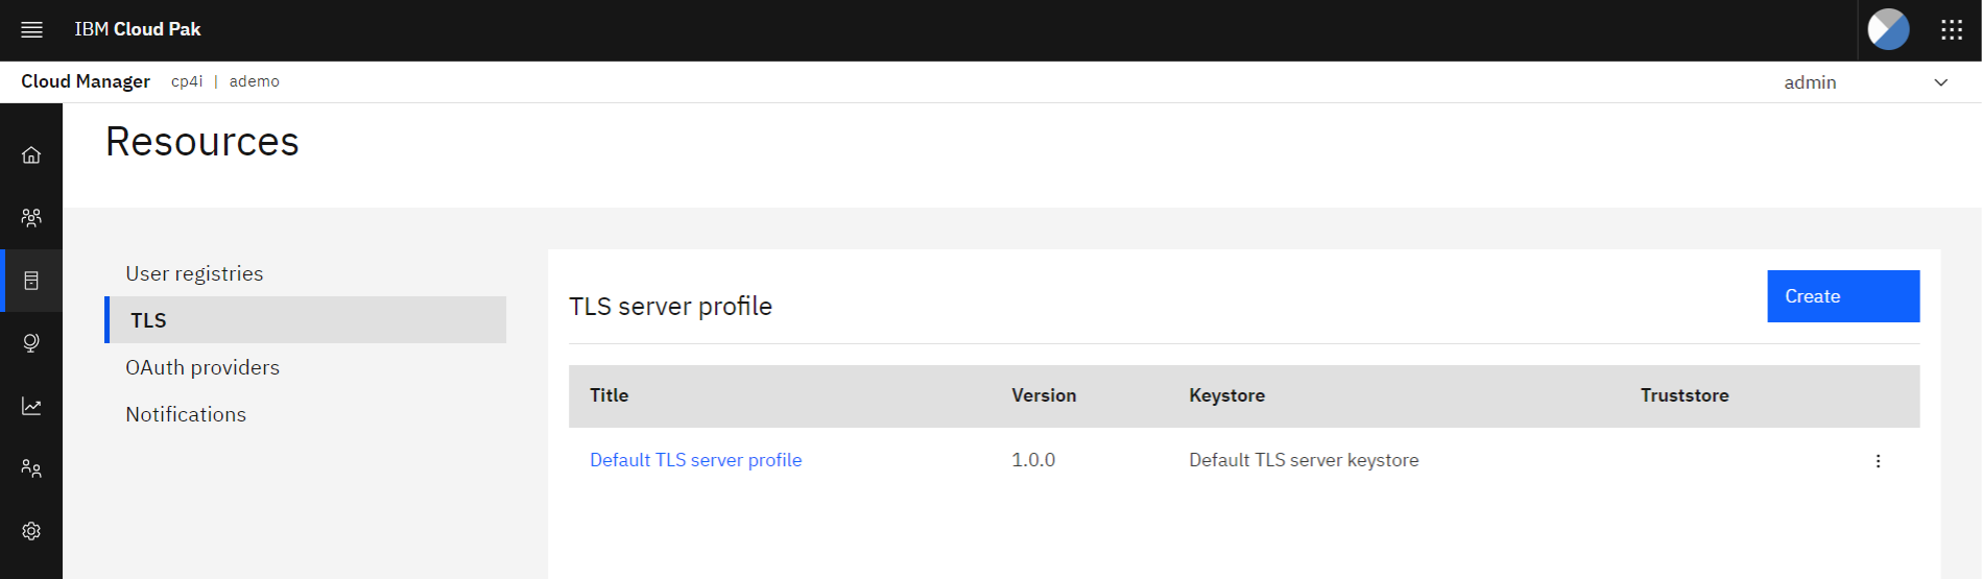 IBM Cloud Pak
Cloud Manager cp4i | ademo admin
Resources
User registries
TLS
OAuth providers
Notifications
TLS server profile
Create
Title Version Keystore Truststore
Default TLS server profile 1.0.0 Default TLS server keystore